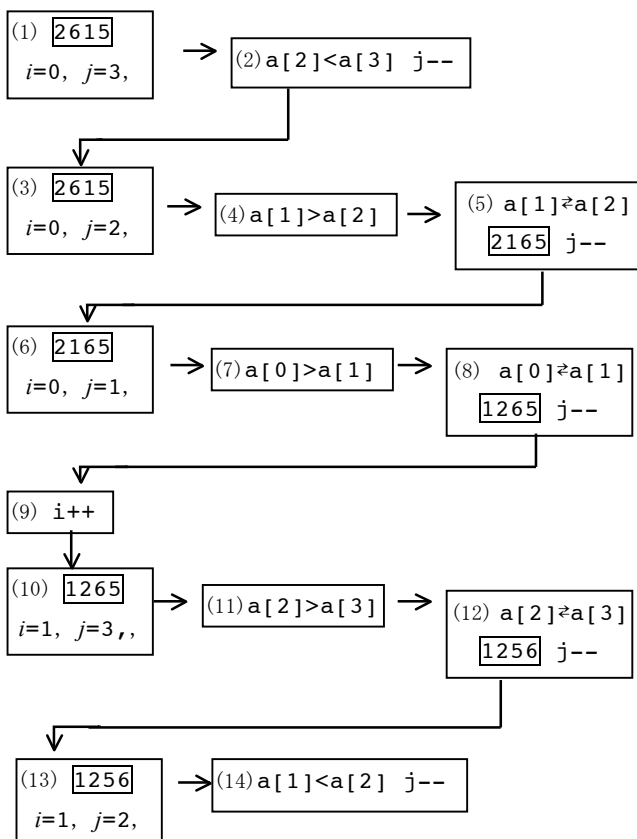 (1) 2615
i=0, j=3,
(2)a[2]<a[3] j--
(3) 2615
i=0, j=2,
(4)a[1]>a[2]
(5) a[1]⇄a[2]
2165 j--
(6) 2165
i=0, j=1,
(7)a[0]>a[1]
(8) a[0]⇄a[1]
1265 j--
(9) i++
(10) 1265
i=1, j=3,,
(11)a[2]>a[3]
(12) a[2]⇄a[3]
1256 j--
(13) 1256
i=1, j=2,
(14)a[1]<a[2] j--